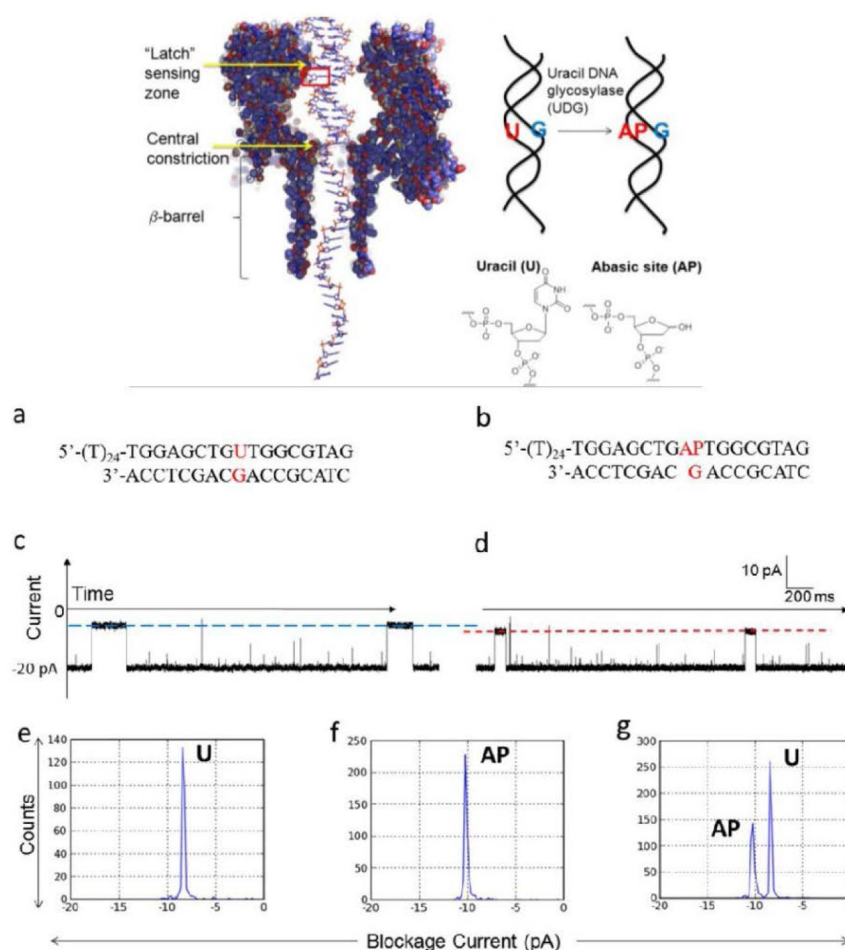 "Latch"
sensing
zone
Central
constriction
β-barrel
Uracil DNA
glycosylase
(UDG)
U G
AP G
Uracil (U)
Abasic site (AP)
O
NH
N
O
O
O-P-O
O-
O
O
O-P-O-
O
O
O-P-O
O-
O
OH
O
O-P-O-
O
a
5'-(T)24-TGGAGCTGUTGGCGTAG
3'-ACCTCGACGACCGCATC
b
5'-(T)24-TGGAGCTGAPTGGCGTAG
3'-ACCTCGAC G ACCGCATC
c
Current
Time
0
-20 pA
d
10 pA
200 ms
e
Counts
U
140
120
100
80
60
40
20
0
-20 -15 -10 -5 0
f
AP
250
200
150
100
50
0
-20 -15 -10 -5 0
g
U
AP
300
250
200
150
100
50
0
-20 -15 -10 -5 0
Blockage Current (pA)